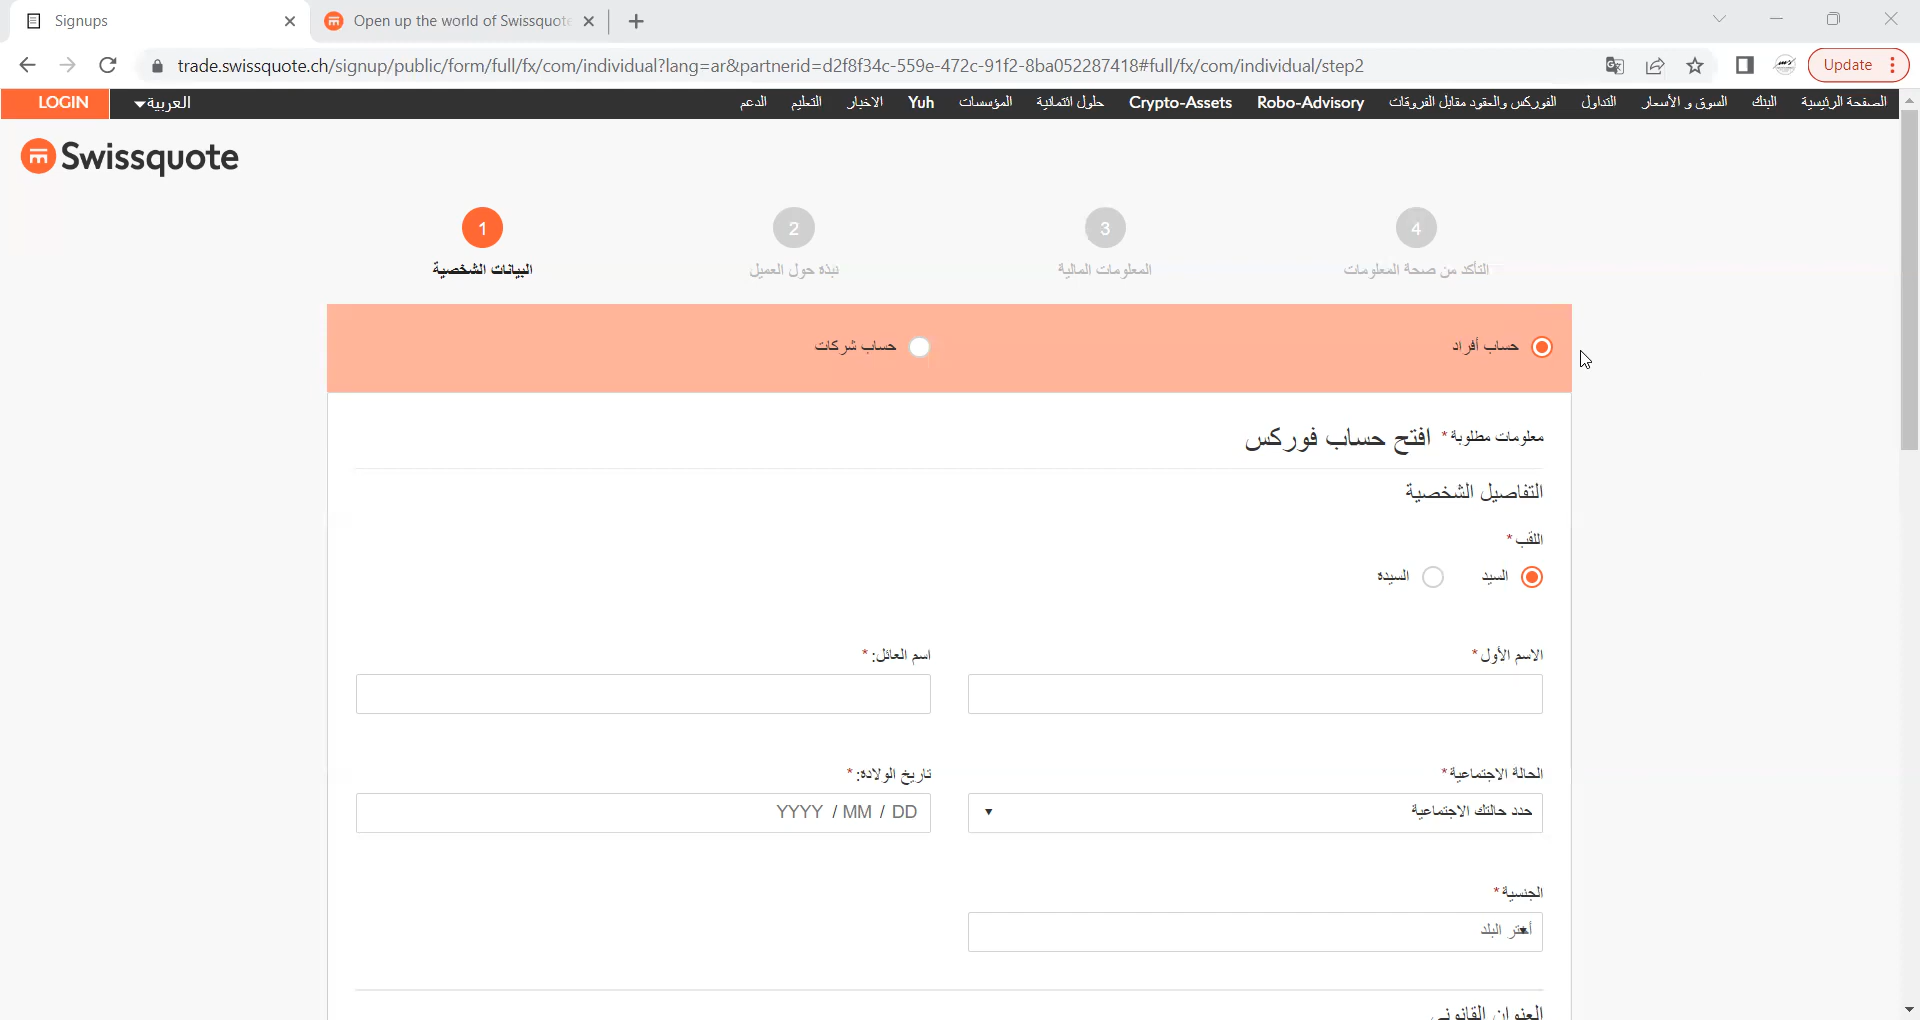 Signups
Open up the world of Swissquote
trade.swissquote.ch/signup/public/form/full/fx/com/individual?lang=ar&partnerid=d2f8f34c-559e-472c-91f2-8ba052287418#full/fx/com/individual/step2
Update
الصفحة الرئيسية البنك السوق و الأسعار التداول الفوركس والعقود مقابل الفروقات Robo-Advisory Crypto-Assets حلول ائتمانية المؤسسات Yuh الاخبار التعليم الدعم العربية LOGIN
Swissquote
1 2 3 4
البيانات الشخصية نبذة حول العميل المعلومات المالية التأكد من صحة المعلومات
حساب أفراد حساب شركات
معلومات مطلوبة * افتح حساب فوركس
التفاصيل الشخصية
اللقب *
السيد السيدة
الاسم الأول * اسم العائل: *
الحالة الاجتماعية * تاريخ الولادة: *
حدد حالتك الاجتماعية YYYY / MM / DD
الجنسية *
أختر البلد
العنوان القانوني